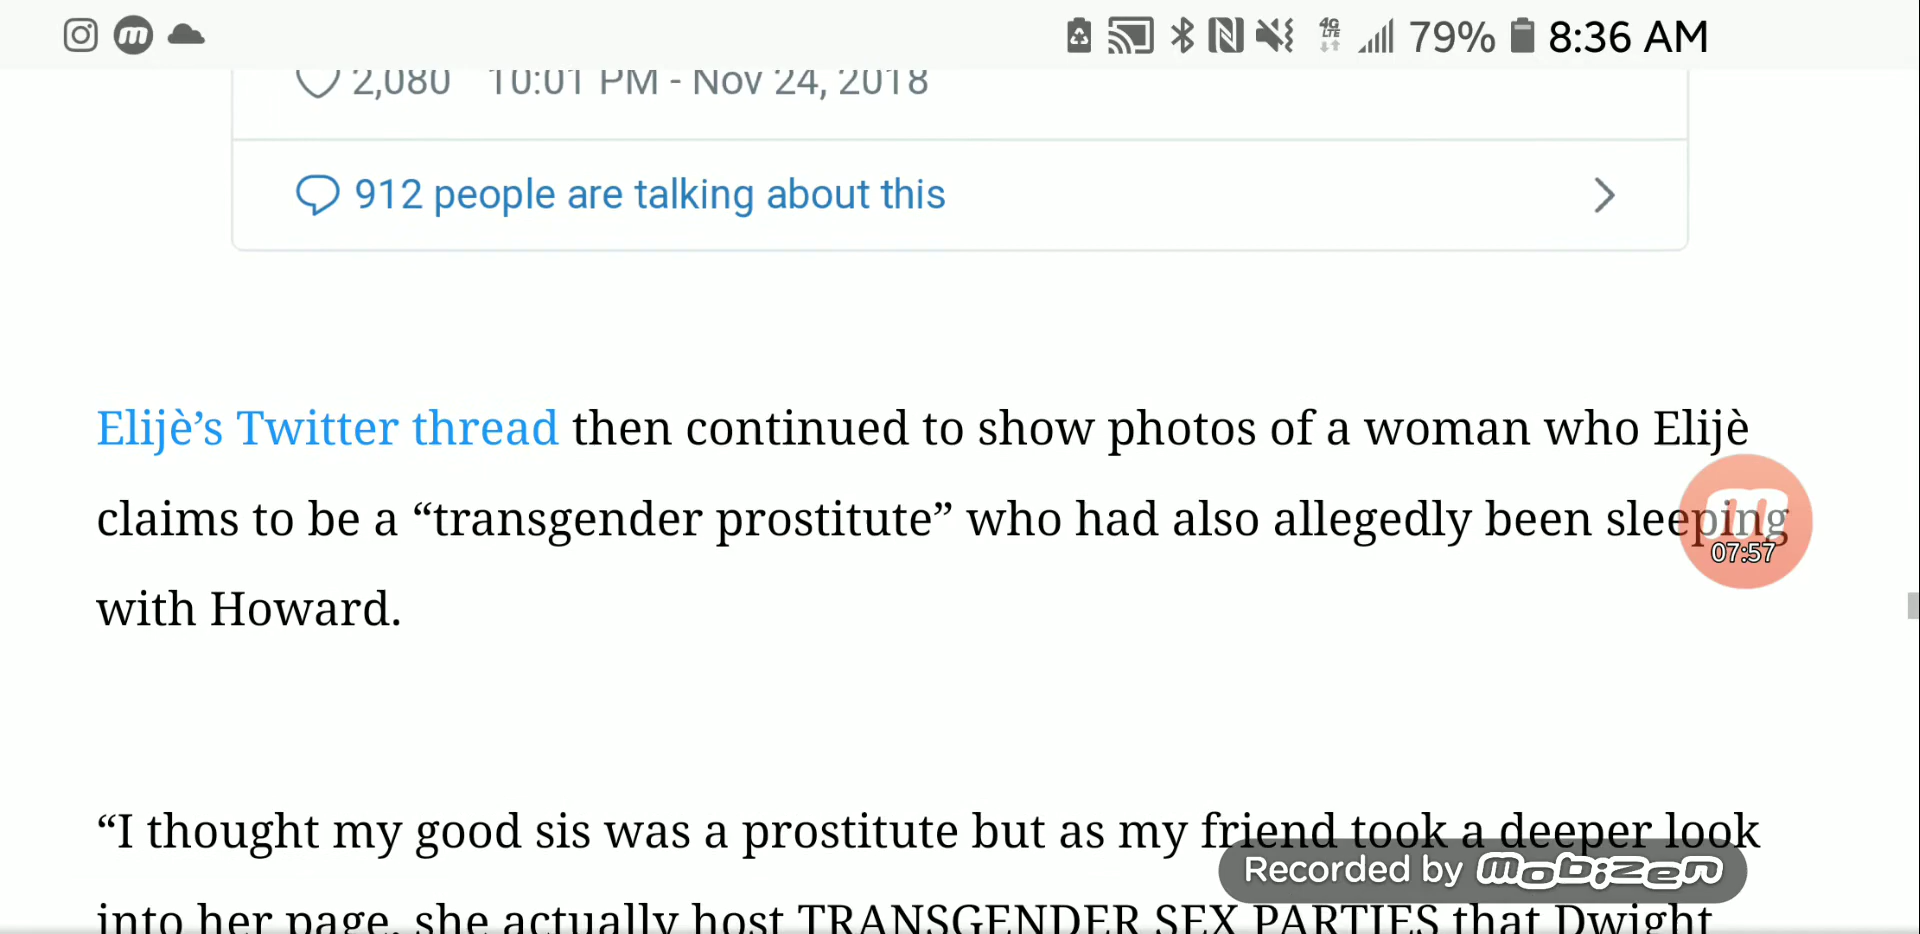 79% 8:36 AM
2,080 10:01 PM - Nov 24, 2018
912 people are talking about this
Elijè’s Twitter thread then continued to show photos of a woman who Elijè
claims to be a “transgender prostitute” who had also allegedly been sleeping
07:57
with Howard.
“I thought my good sis was a prostitute but as my friend took a deeper look
Recorded by mobizen
into her page, she actually host TRANSGENDER SEX PARTIES that Dwight